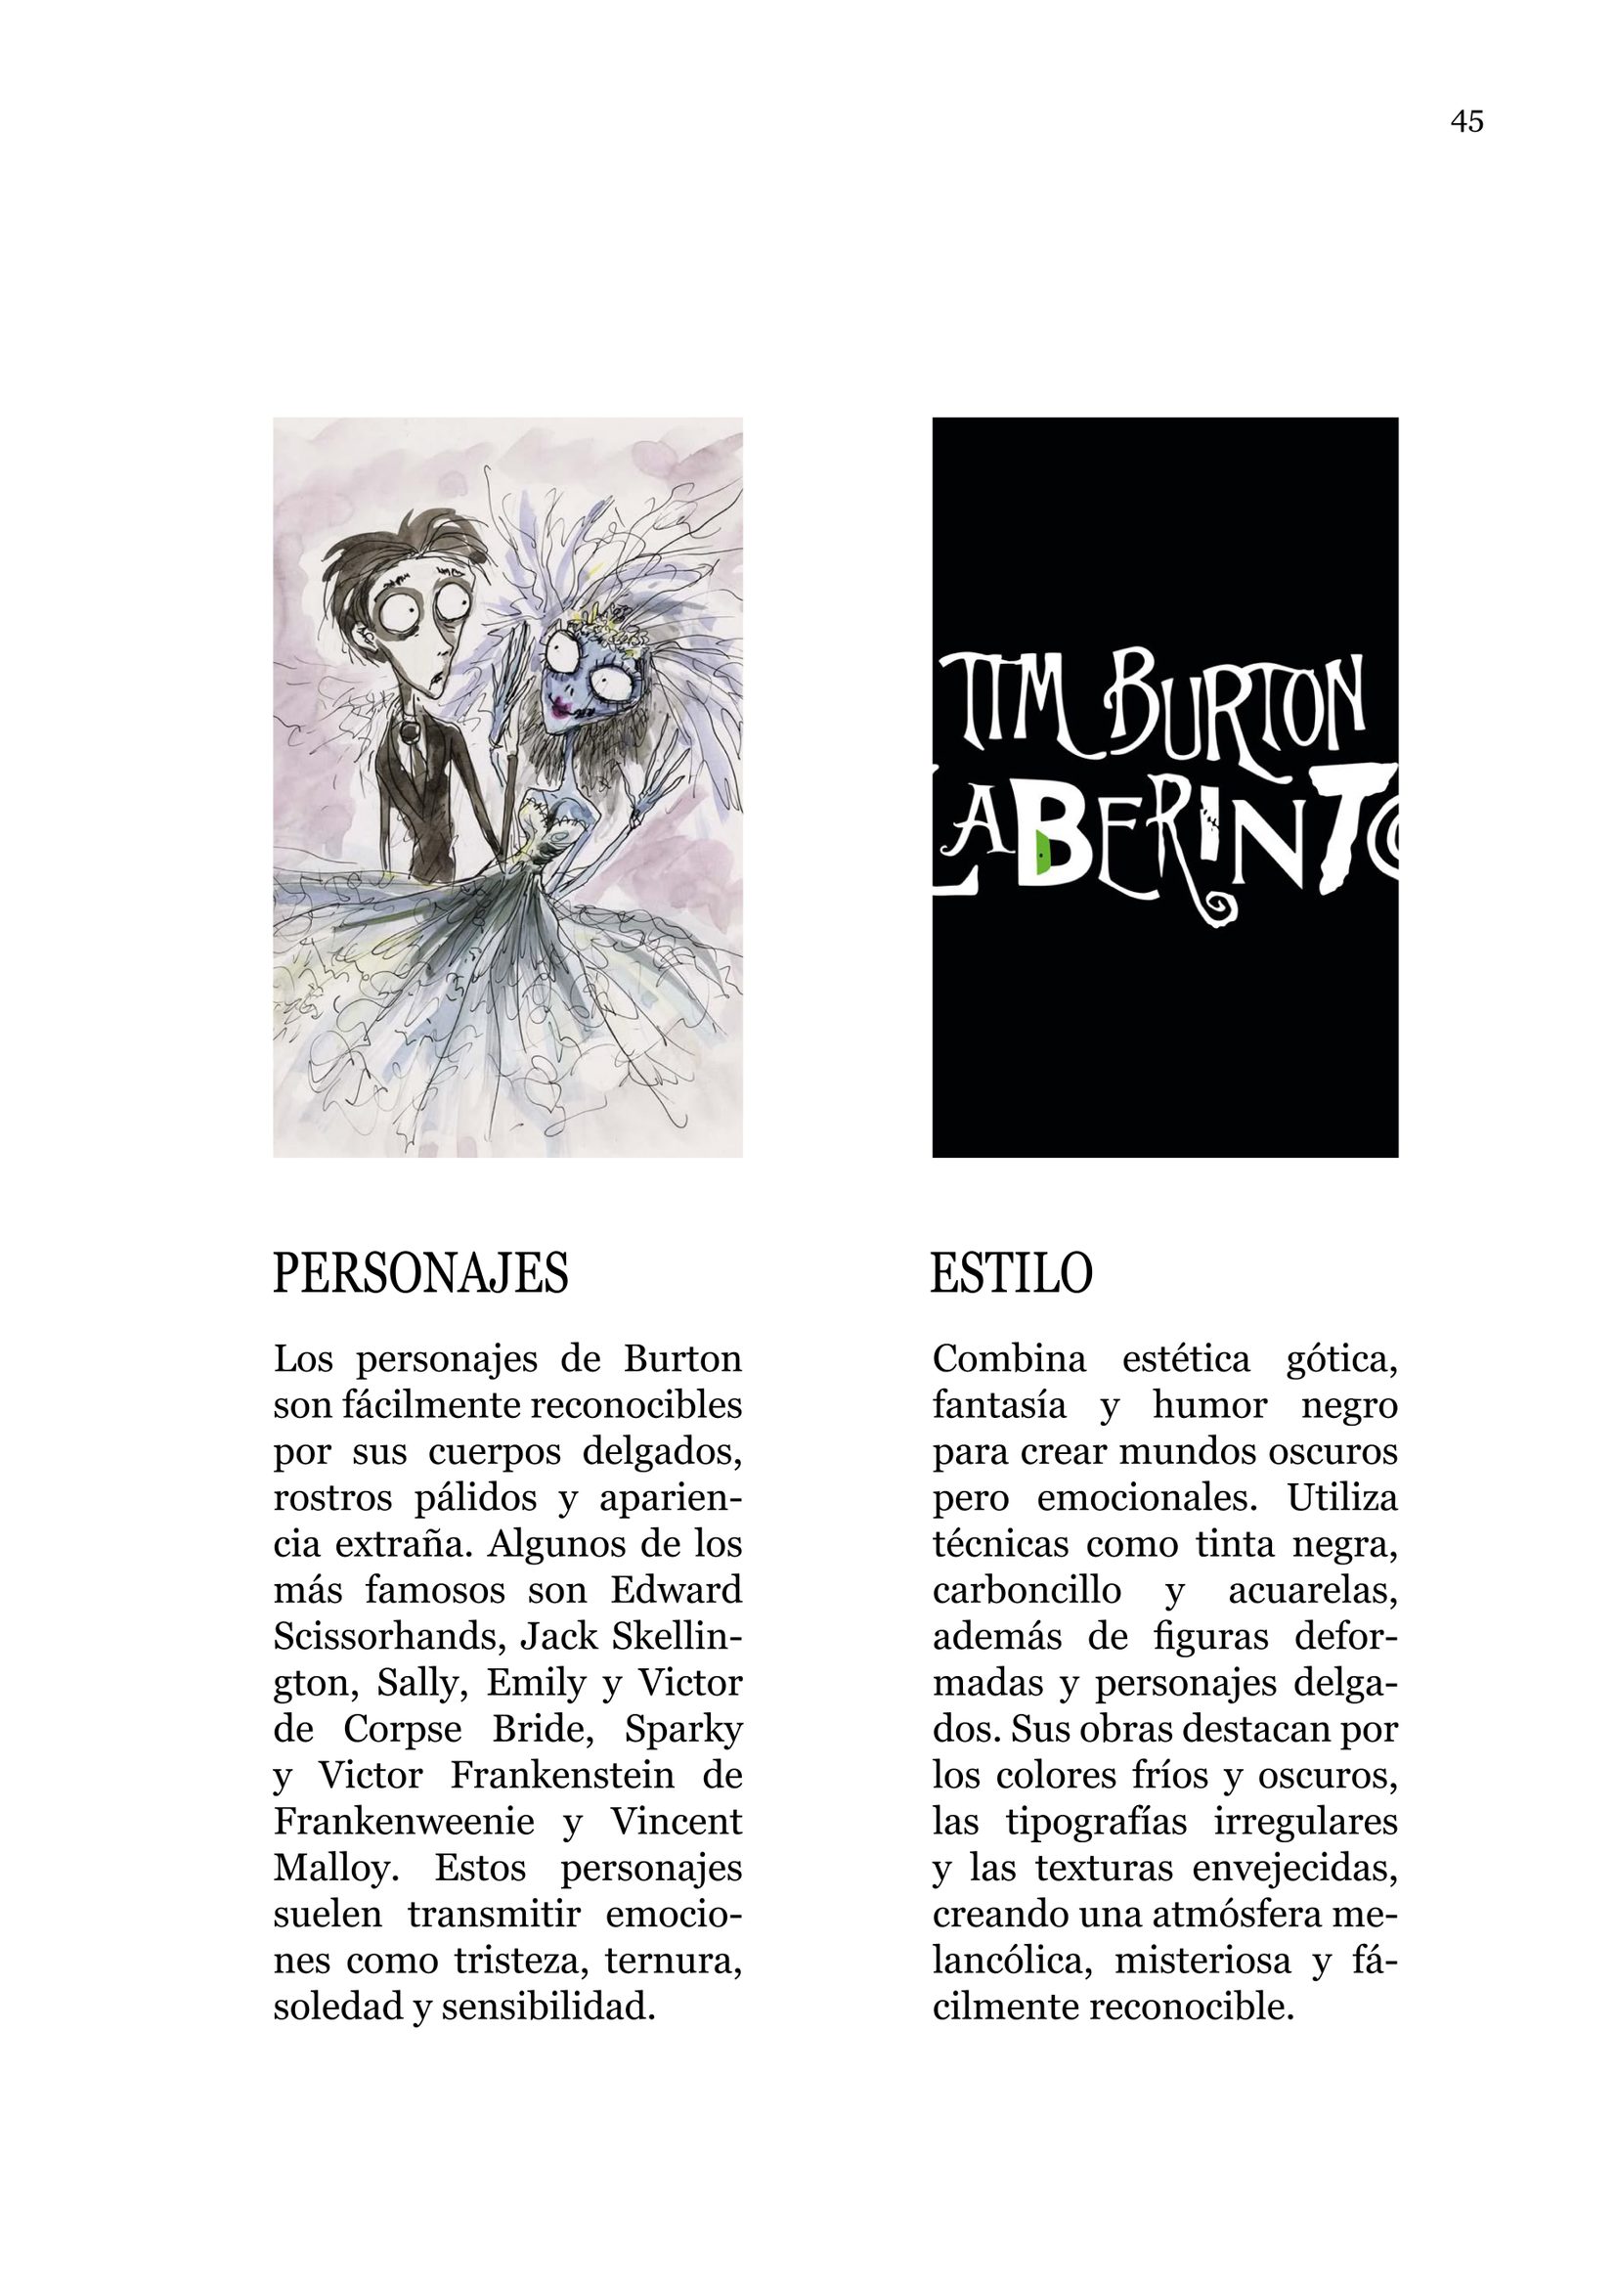 45
TIM BURTON
LABERINTO
PERSONAJES
Los personajes de Burton
son fácilmente reconocibles
por sus cuerpos delgados,
rostros pálidos y aparien-
cia extraña. Algunos de los
más famosos son Edward
Scissorhands, Jack Skellin-
gton, Sally, Emily y Victor
de Corpse Bride, Sparky
y Victor Frankenstein de
Frankenweenie y Vincent
Malloy. Estos personajes
suelen transmitir emocio-
nes como tristeza, ternura,
soledad y sensibilidad.
ESTILO
Combina estética gótica,
fantasía y humor negro
para crear mundos oscuros
pero emocionales. Utiliza
técnicas como tinta negra,
carboncillo y acuarelas,
además de figuras defor-
madas y personajes delga-
dos. Sus obras destacan por
los colores fríos y oscuros,
las tipografías irregulares
y las texturas envejecidas,
creando una atmósfera me-
lancólica, misteriosa y fá-
cilmente reconocible.